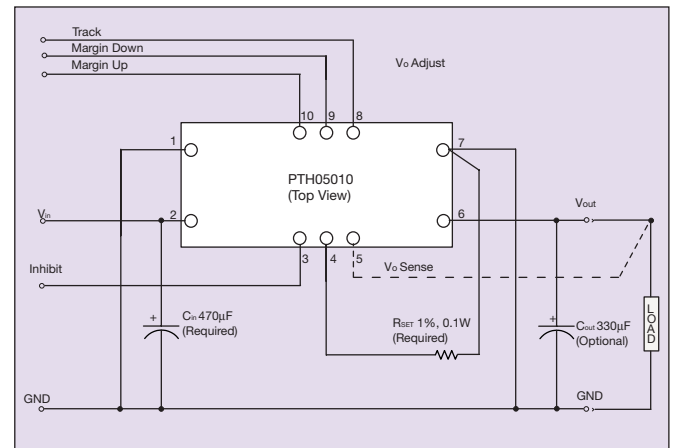 Track
Margin Down
Margin Up
Vo Adjust
10 9 8
1
7
PTH05010
(Top View)
Vin
2
6
Vout
3 4 5
Vo Sense
Inhibit
+
Cin 470µF
(Required)
RSET 1%, 0.1W
(Required)
+
Cout 330µF
(Optional)
LOAD
GND
GND